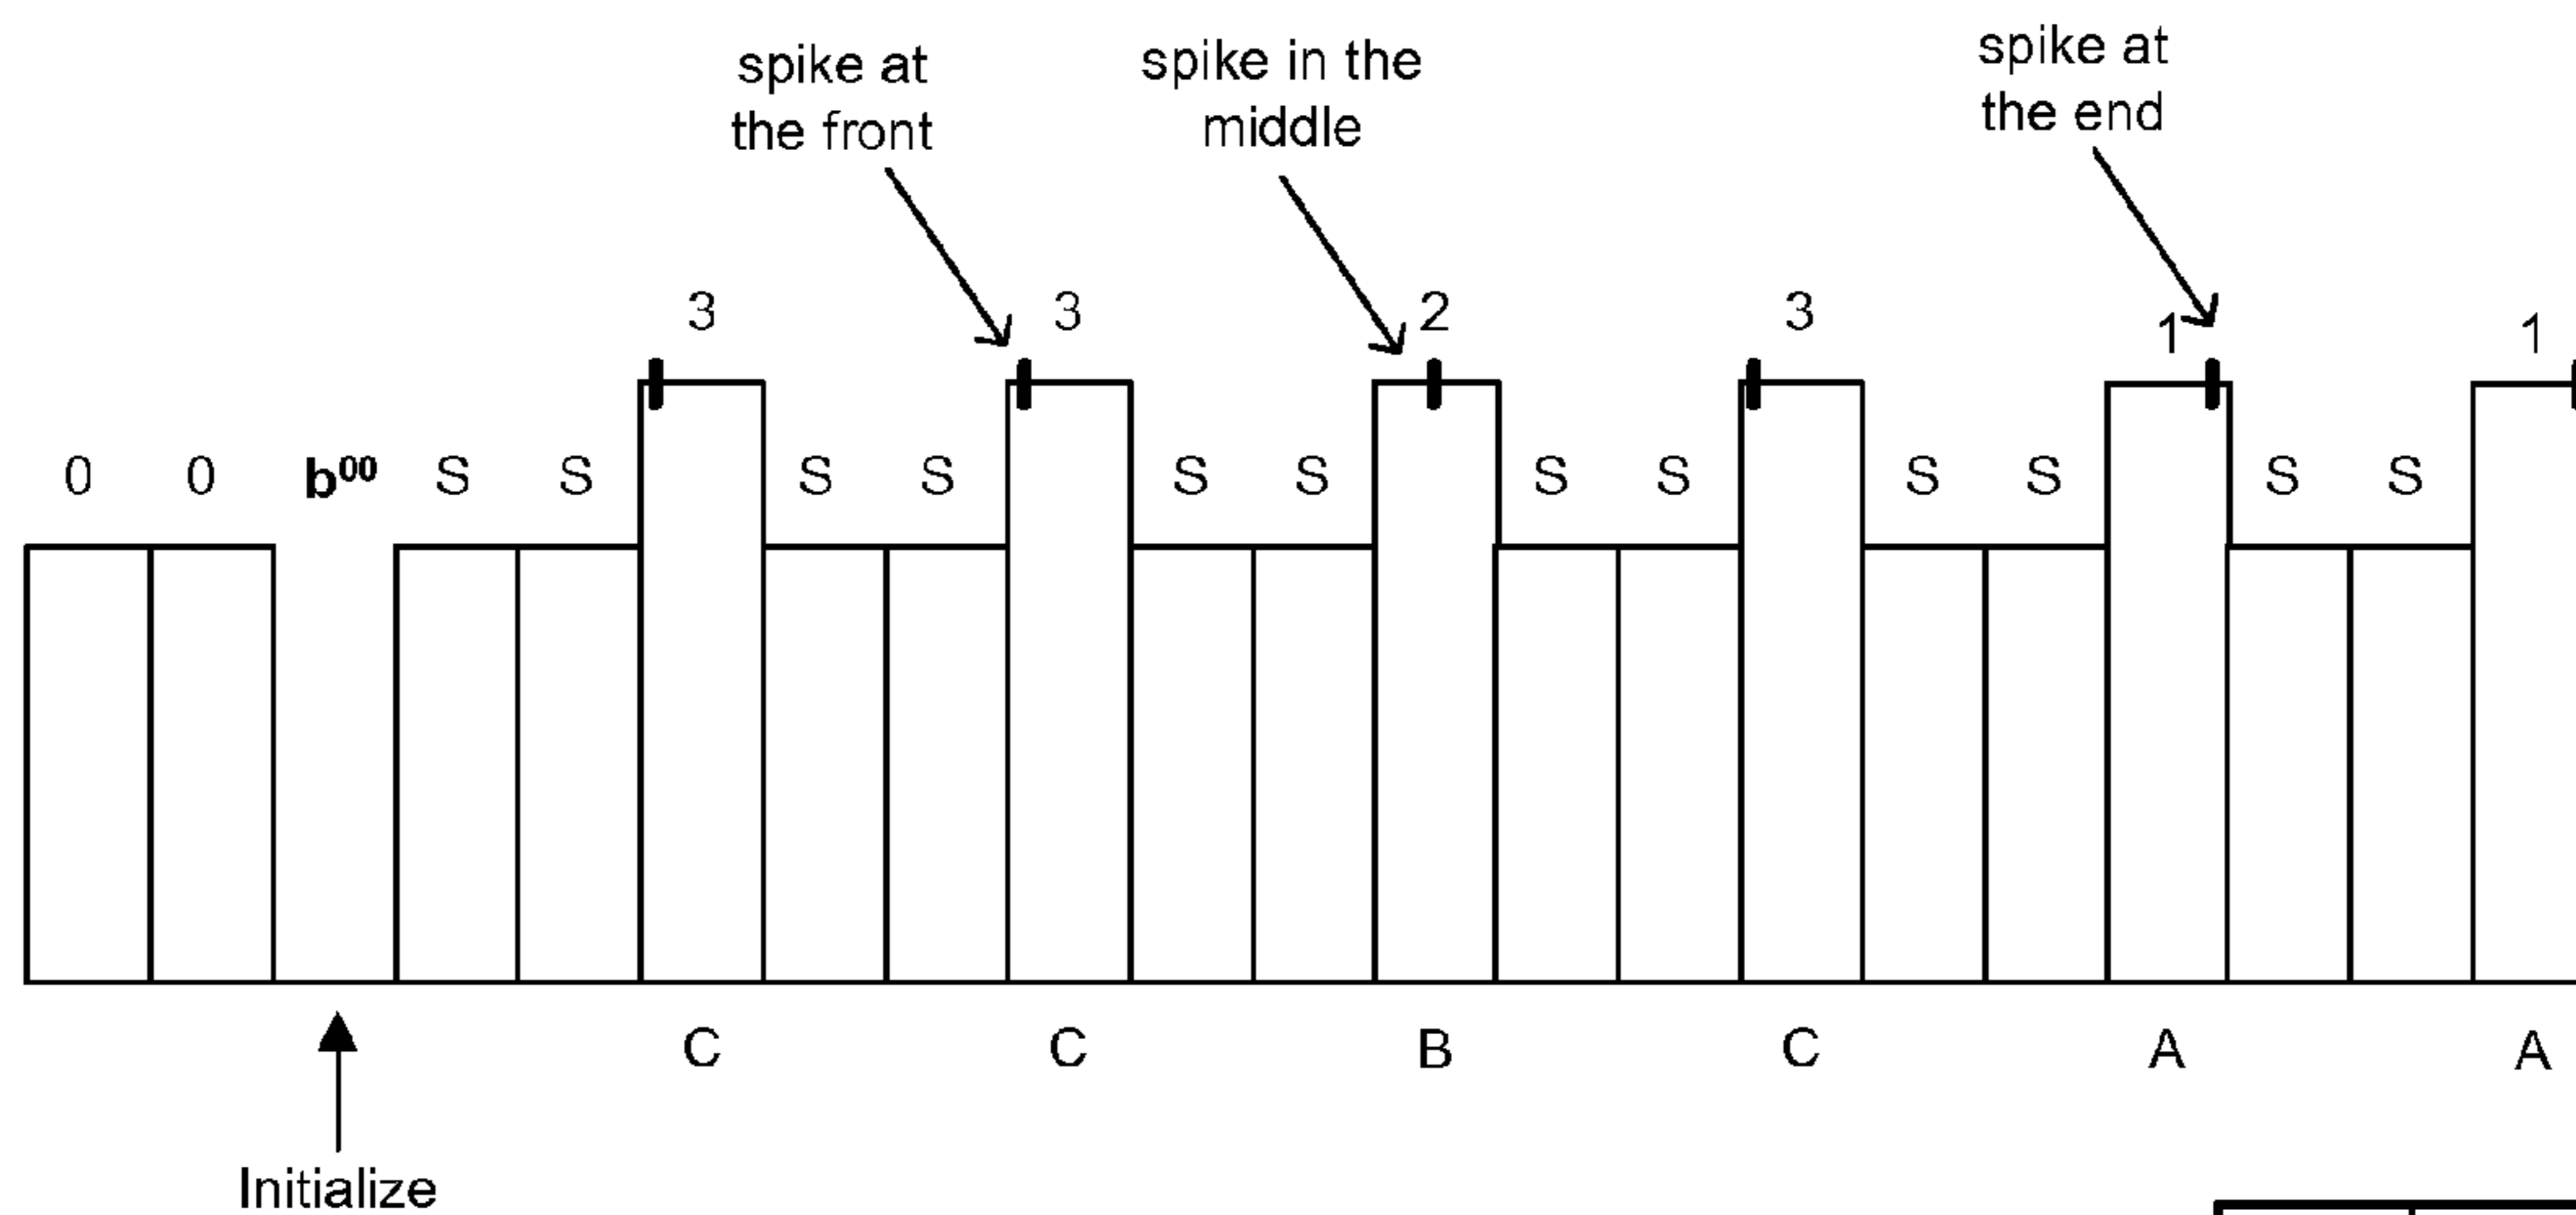 spike at
the front
spike in the
middle
spike at
the end
3 3 2 3 1 1
0 0 b⁰⁰ S S S S S S S S S S S S
C C B C A A
Initialize